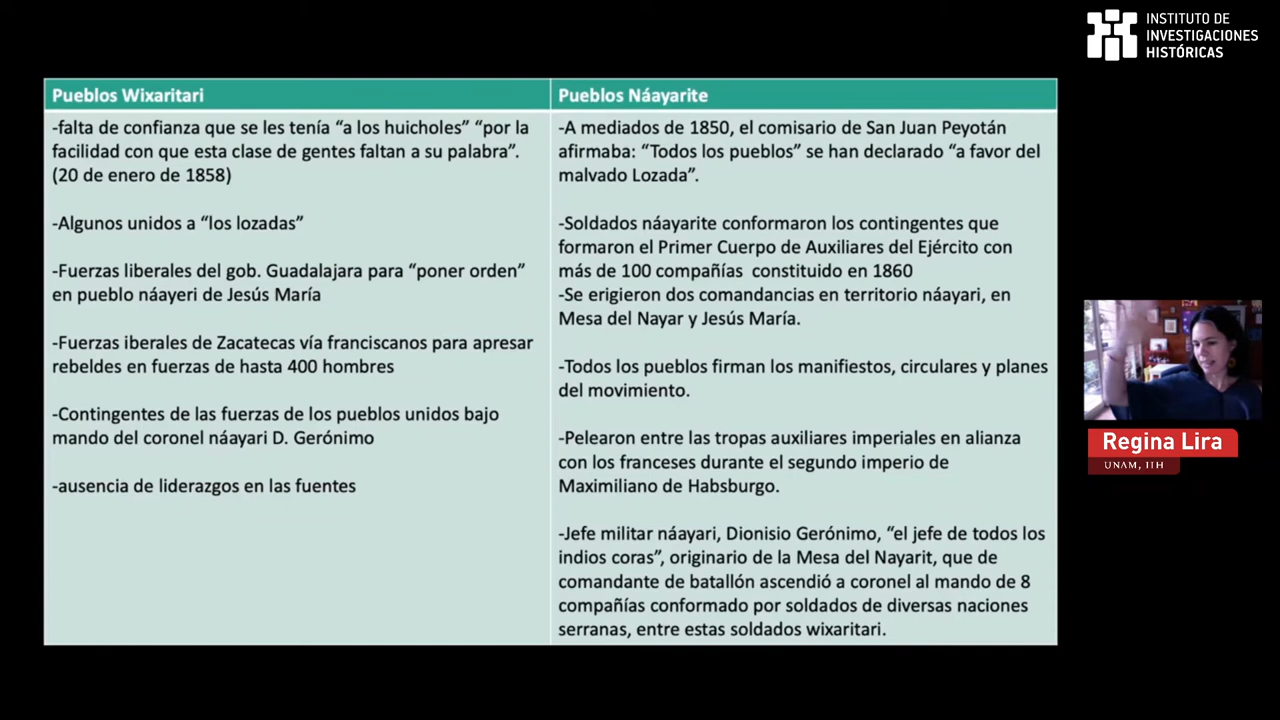 INSTITUTO DE
INVESTIGACIONES
HISTÓRICAS
Pueblos Wixaritari
-falta de confianza que se les tenía “a los huicholes” “por la
facilidad con que esta clase de gentes faltan a su palabra”.
(20 de enero de 1858)
-Algunos unidos a “los lozadas”
-Fuerzas liberales del gob. Guadalajara para “poner orden”
en pueblo náayeri de Jesús María
-Fuerzas iberales de Zacatecas vía franciscanos para apresar
rebeldes en fuerzas de hasta 400 hombres
-Contingentes de las fuerzas de los pueblos unidos bajo
mando del coronel náayari D. Gerónimo
-ausencia de liderazgos en las fuentes
Pueblos Náayarite
-A mediados de 1850, el comisario de San Juan Peyotán
afirmaba: “Todos los pueblos” se han declarado “a favor del
malvado Lozada”.
-Soldados náayarite conformaron los contingentes que
formaron el Primer Cuerpo de Auxiliares del Ejército con
más de 100 compañías constituido en 1860
-Se erigieron dos comandancias en territorio náayari, en
Mesa del Nayar y Jesús María.
-Todos los pueblos firman los manifiestos, circulares y planes
del movimiento.
-Pelearon entre las tropas auxiliares imperiales en alianza
con los franceses durante el segundo imperio de
Maximiliano de Habsburgo.
-Jefe militar náayari, Dionisio Gerónimo, “el jefe de todos los
indios coras”, originario de la Mesa del Nayarit, que de
comandante de batallón ascendió a coronel al mando de 8
compañías conformado por soldados de diversas naciones
serranas, entre estas soldados wixaritari.
Regina Lira
UNAM, IIH